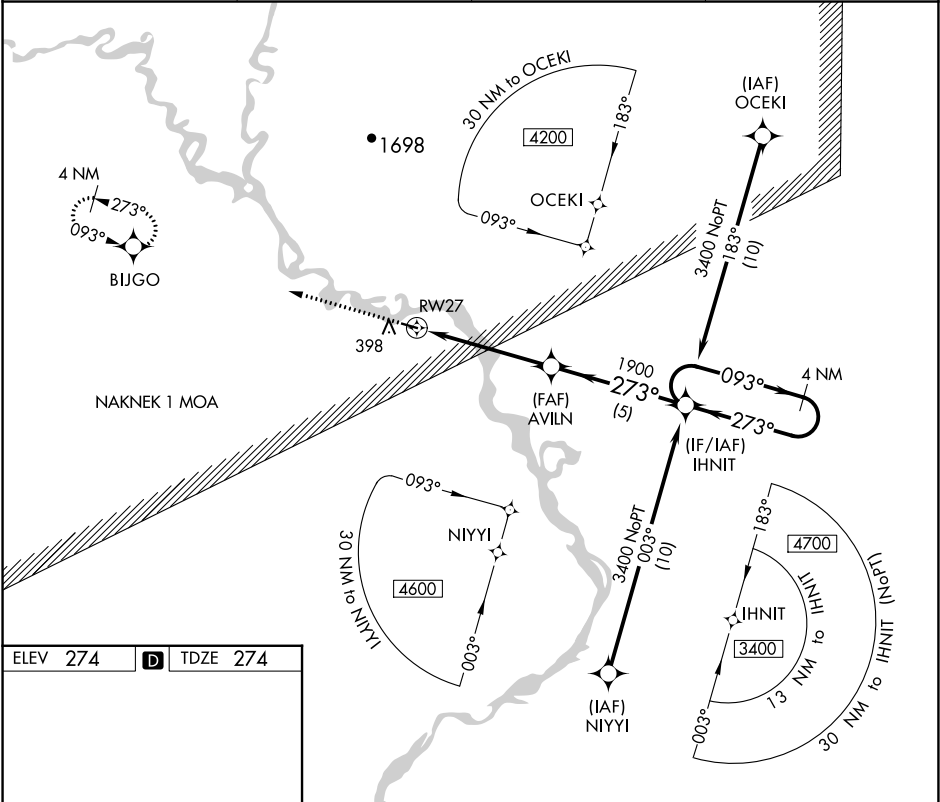 30 NM to OCEKI
4200
183°
OCEKI
093°
(IAF)
OCEKI
1698
4 NM
273°
093°
BIJGO
3400 NoPT
183°
(10)
RW27
398
NAKNEK 1 MOA
(FAF)
AVILN
1900
273°
(5)
093°
4 NM
273°
(IF/IAF)
IHNIT
093°
NIYYI
4600
30 NM to NIYYI
003°
3400 NoPT
003°
(10)
(IAF)
NIYYI
183°
4700
IHNIT
3400
13 NM to IHNIT
30 NM to IHNIT (NoPT)
003°
ELEV 274 D TDZE 274